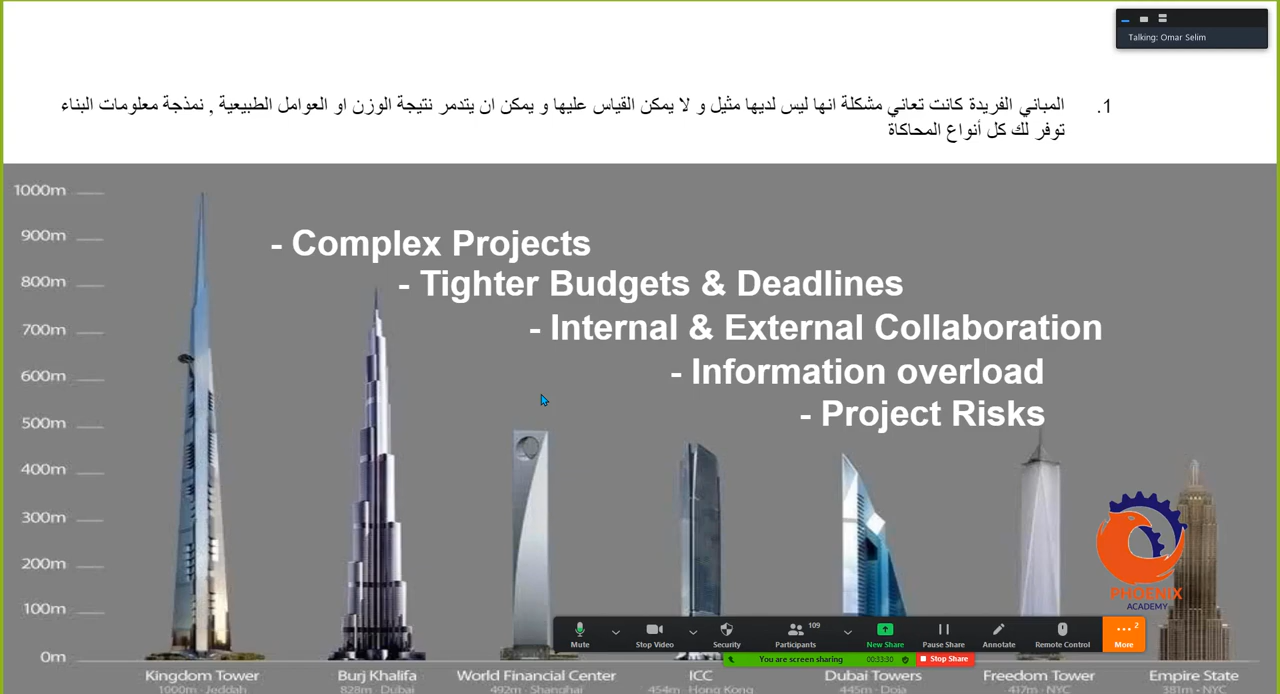 Talking: Omar Selim
1. المباني الفريدة كانت تعاني مشكلة انها ليس لديها مثيل و لا يمكن القياس عليها و يمكن ان يتدمر نتيجة الوزن او العوامل الطبيعية , نمذجة معلومات البناء
توفر لك كل أنواع المحاكاة
1000m
900m
800m
700m
600m
500m
400m
300m
200m
100m
0m
- Complex Projects
- Tighter Budgets & Deadlines
- Internal & External Collaboration
- Information overload
- Project Risks
PHOENIX
ACADEMY
109
2
Mute Stop Video Security Participants New Share Pause Share Annotate Remote Control More
You are screen sharing 00:33:30 Stop Share
Kingdom Tower Burj Khalifa World Financial Center ICC Dubai Towers Freedom Tower Empire State
1000m - Jeddah 828m - Dubai 492m - Shanghai 454m - Hong Kong 445m - Doja 417m - NYC 381m - NYC